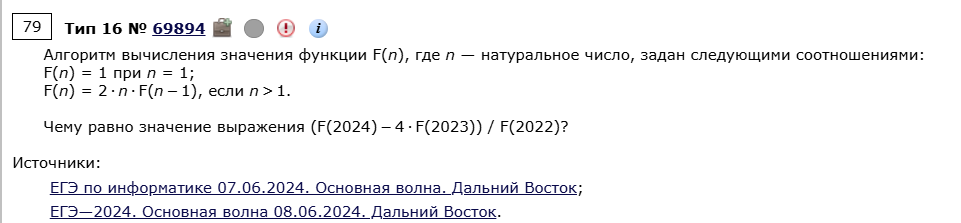 79 Тип 16 № 69894
Алгоритм вычисления значения функции F(n), где n — натуральное число, задан следующими соотношениями:
F(n) = 1 при n = 1;
F(n) = 2 · n · F(n − 1), если n > 1.
Чему равно значение выражения (F(2024) − 4 · F(2023)) / F(2022)?
Источники:
ЕГЭ по информатике 07.06.2024. Основная волна. Дальний Восток;
ЕГЭ—2024. Основная волна 08.06.2024. Дальний Восток.